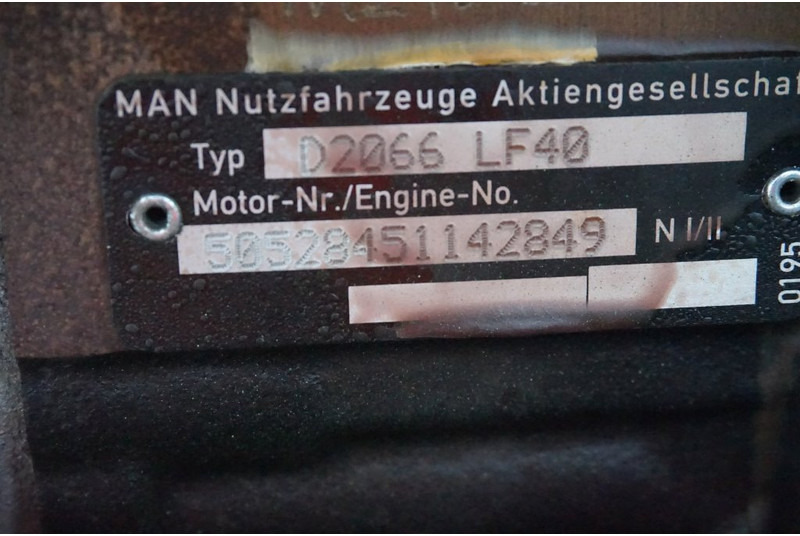 MAN Nutzfahrzeuge Aktiengesellschaf
Typ D2066 LF40
Motor-Nr./Engine-No.
50528451142849 N I/II
0195